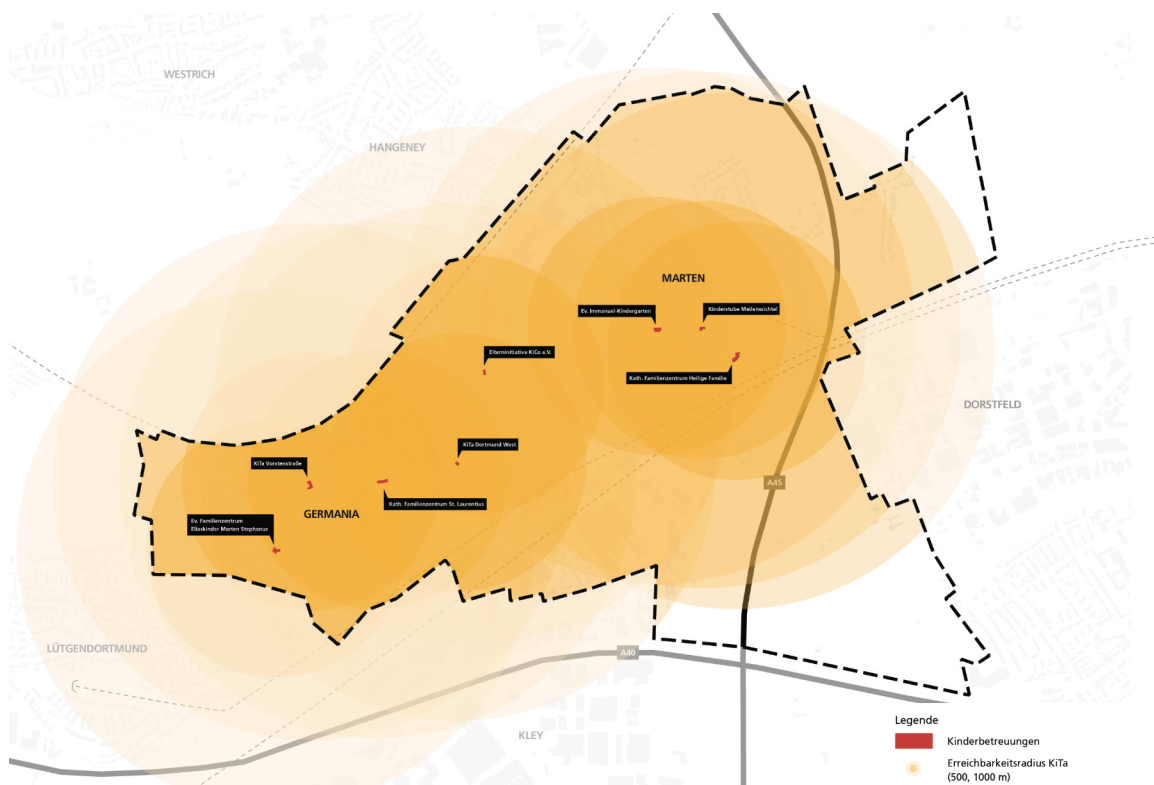 WESTRICH
HANGENEY
MARTEN
Ev. Immanuel-Kindergarten
Kinderstube Meilenwichtel
Elterninitiative KiCo e.V.
Kath. Familienzentrum Heilige Familie
DORSTFELD
KiTa Dortmund West
KiTa Vorstenstraße
A45
Kath. Familienzentrum St. Laurentius
GERMANIA
Ev. Familienzentrum
Eliaskinder Marten Stephanus
LÜTGENDORTMUND
A40
KLEY
Legende
Kinderbetreuungen
Erreichbarkeitsradius KiTa
(500, 1000 m)